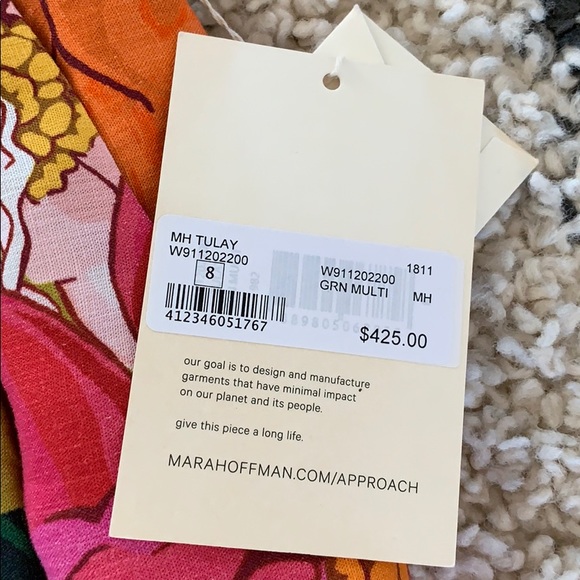 MH TULAY
W911202200
8
412346051767
1811
W911202200
GRN MULTI MH
$425.00
our goal is to design and manufacture
garments that have minimal impact
on our planet and its people.
give this piece a long life.
MARAHOFFMAN.COM/APPROACH